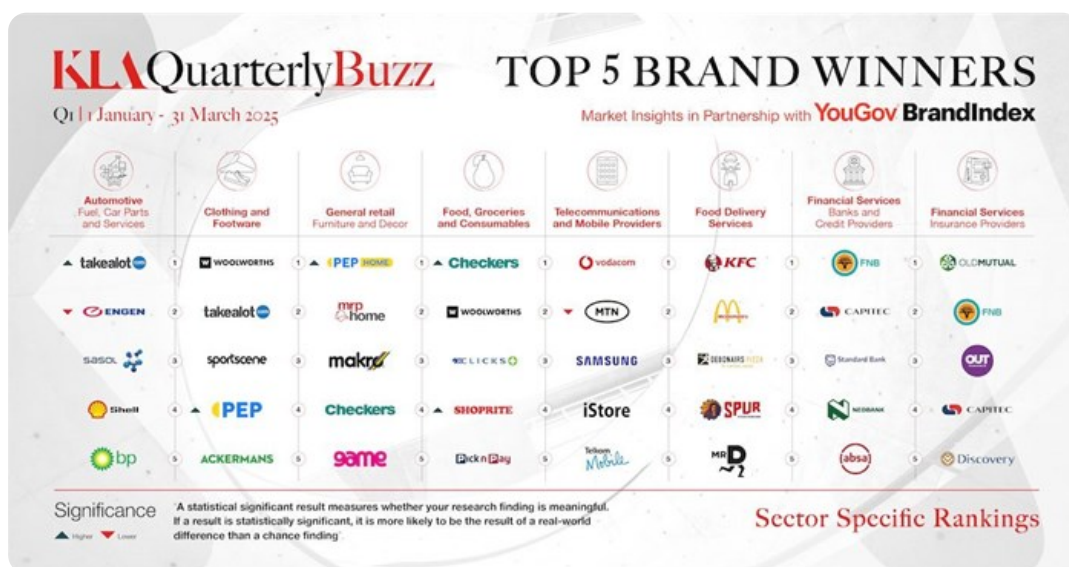 KLAQuarterlyBuzz
TOP 5 BRAND WINNERS
Q1 | 1 January - 31 March 2025
Market Insights in Partnership with YouGov BrandIndex
Automotive
Fuel, Car Parts
and Services
Clothing and
Footware
General retail
Furniture and Decor
Food, Groceries
and Consumables
Telecommunications
and Mobile Providers
Food Delivery
Services
Financial Services
Banks and
Credit Providers
Financial Services
Insurance Providers
takealot 1 W WOOLWORTHS 1 PEP HOME 1 Checkers 1 vodacom 1 KFC 1 FNB 1 OLDMUTUAL
ENGEN 2 takealot 2 mrp home 2 W WOOLWORTHS 2 MTN 2 McDonald's 2 CAPITEC 2 FNB
sasol 3 sportscene 3 makro 3 CLICKS 3 SAMSUNG 3 DEBONAIRS PIZZA 3 Standard Bank 3 OUT
Shell 4 PEP 4 Checkers 4 SHOPRITE 4 iStore 4 SPUR 4 NEDBANK 4 CAPITEC
bp 5 ACKERMANS 5 game 5 Pick n Pay 5 Telkom Mobile 5 MR D 5 absa 5 Discovery
Significance
Higher Lower
"A statistical significant result measures whether your research finding is meaningful.
If a result is statistically significant, it is more likely to be the result of a real-world
difference than a chance finding".
Sector Specific Rankings